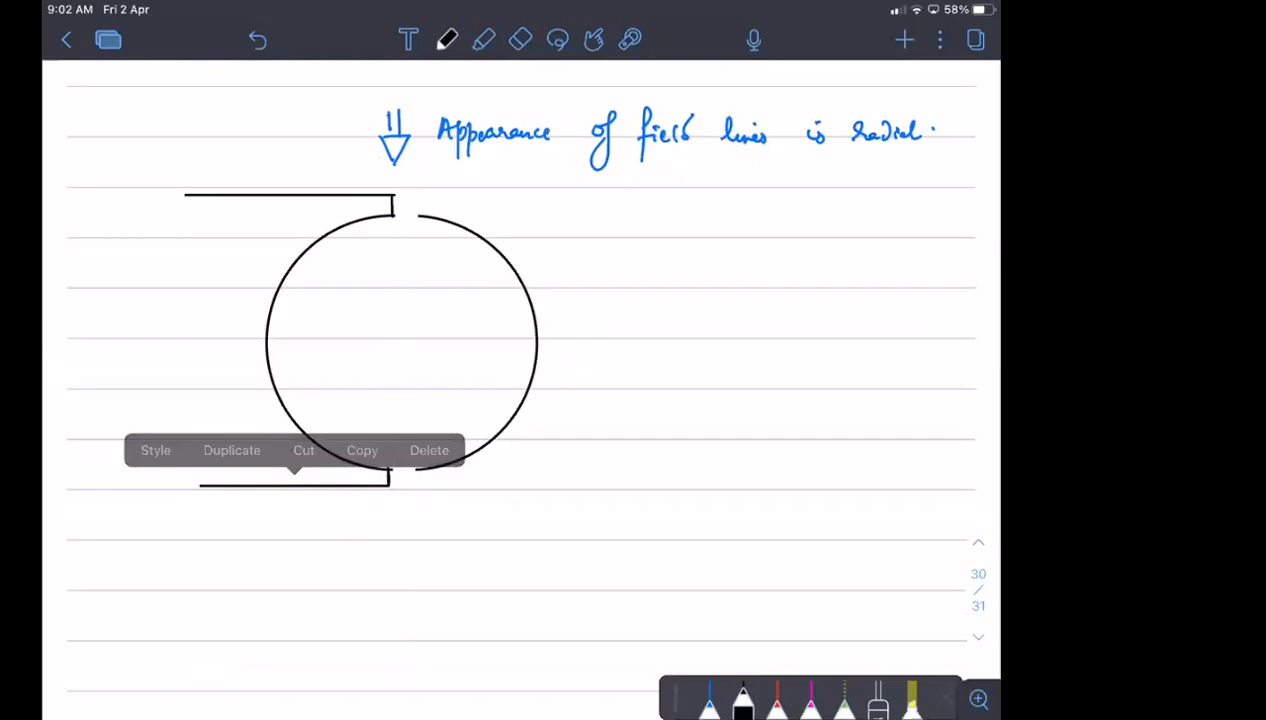 9:02 AM Fri 2 Apr
58%
T
Appearance of field lines is radial.
Style Duplicate Cut Copy Delete
30
/
31